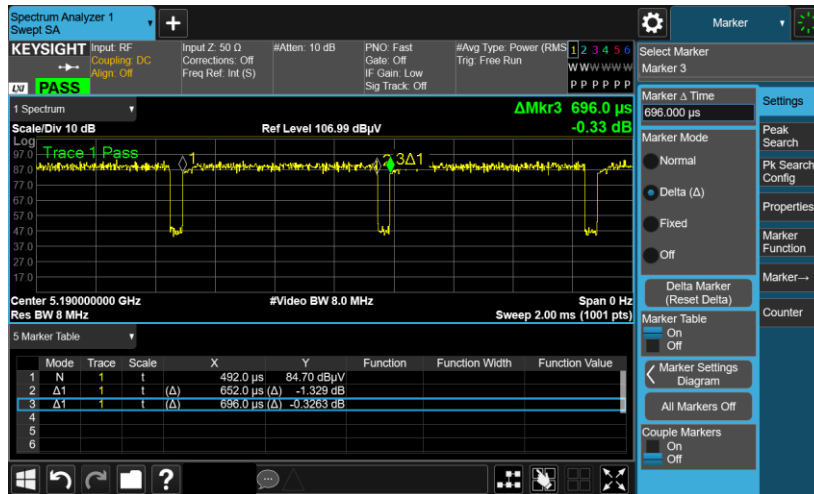 Spectrum Analyzer 1
Swept SA
+
Marker
KEYSIGHT
Input: RF
Coupling: DC
Align: Off
Input Z: 50 Ω
Corrections: Off
Freq Ref: Int (S)
#Atten: 10 dB
PNO: Fast
Gate: Off
IF Gain: Low
Sig Track: Off
#Avg Type: Power (RMS
Trig: Free Run
1 2 3 4 5 6
W W W W W W
P P P P P P
LXI PASS
Select Marker
Marker 3
1 Spectrum
ΔMkr3 696.0 µs
-0.33 dB
Scale/Div 10 dB
Ref Level 106.99 dBµV
Log
Trace 1 Pass
97.0
87.0
77.0
67.0
57.0
47.0
37.0
27.0
17.0
1
2 3Δ1
Center 5.190000000 GHz
#Video BW 8.0 MHz
Span 0 Hz
Res BW 8 MHz
Sweep 2.00 ms (1001 pts)
5 Marker Table
Mode Trace Scale X Y Function Function Width Function Value
1 N 1 t 492.0 µs 84.70 dBµV
2 Δ1 1 t (Δ) 652.0 µs (Δ) -1.329 dB
3 Δ1 1 t (Δ) 696.0 µs (Δ) -0.3263 dB
4
5
6
Marker Δ Time
696.000 µs
Marker Mode
Normal
Delta (Δ)
Fixed
Off
Delta Marker
(Reset Delta)
Marker Table
On
Off
Marker Settings
Diagram
All Markers Off
Couple Markers
On
Off
Settings
Peak
Search
Pk Search
Config
Properties
Marker
Function
Marker→
Counter
?